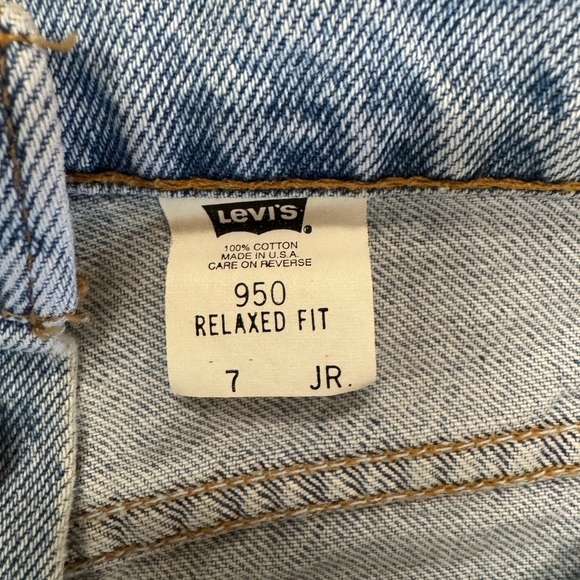 Levi's
100% COTTON
MADE IN U.S.A.
CARE ON REVERSE
950
RELAXED FIT
7 JR.